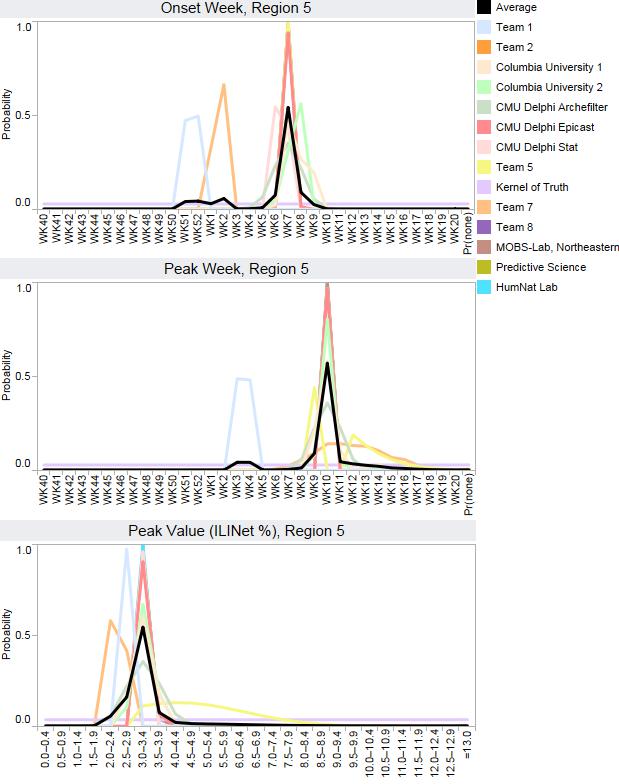 Onset Week, Region 5
1.0
0.5
0.0
Probability
WK40
WK41
WK42
WK43
WK44
WK45
WK46
WK47
WK48
WK49
WK50
WK51
WK52
WK1
WK2
WK3
WK4
WK5
WK6
WK7
WK8
WK9
WK10
WK11
WK12
WK13
WK14
WK15
WK16
WK17
WK18
WK19
WK20
Pr(none)
Peak Week, Region 5
1.0
0.5
0.0
Probability
WK40
WK41
WK42
WK43
WK44
WK45
WK46
WK47
WK48
WK49
WK50
WK51
WK52
WK1
WK2
WK3
WK4
WK5
WK6
WK7
WK8
WK9
WK10
WK11
WK12
WK13
WK14
WK15
WK16
WK17
WK18
WK19
WK20
Pr(none)
Peak Value (ILINet %), Region 5
1.0
0.5
0.0
Probability
0.0–0.4
0.5–0.9
1.0–1.4
1.5–1.9
2.0–2.4
2.5–2.9
3.0–3.4
3.5–3.9
4.0–4.4
4.5–4.9
5.0–5.4
5.5–5.9
6.0–6.4
6.5–6.9
7.0–7.4
7.5–7.9
8.0–8.4
8.5–8.9
9.0–9.4
9.5–9.9
10.0–10.4
10.5–10.9
11.0–11.4
11.5–11.9
12.0–12.4
12.5–12.9
=13.0
Average
Team 1
Team 2
Columbia University 1
Columbia University 2
CMU Delphi Archefilter
CMU Delphi Epicast
CMU Delphi Stat
Team 5
Kernel of Truth
Team 7
Team 8
MOBS-Lab, Northeastern
Predictive Science
HumNat Lab